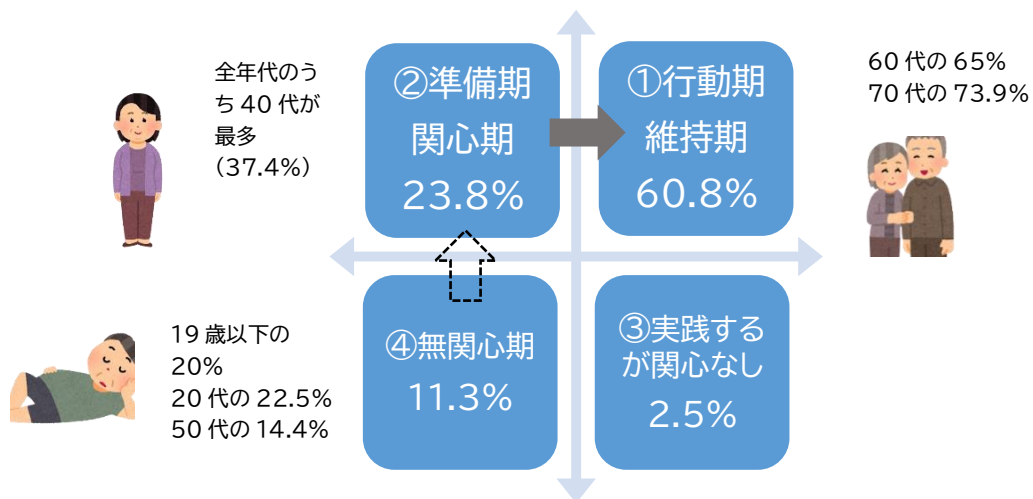 全年代のう
ち 40 代が
最多
(37.4%)
②準備期
関心期
23.8%
①行動期
維持期
60.8%
60 代の 65%
70 代の 73.9%
19 歳以下の
20%
20 代の 22.5%
50 代の 14.4%
④無関心期
11.3%
③実践する
が関心なし
2.5%